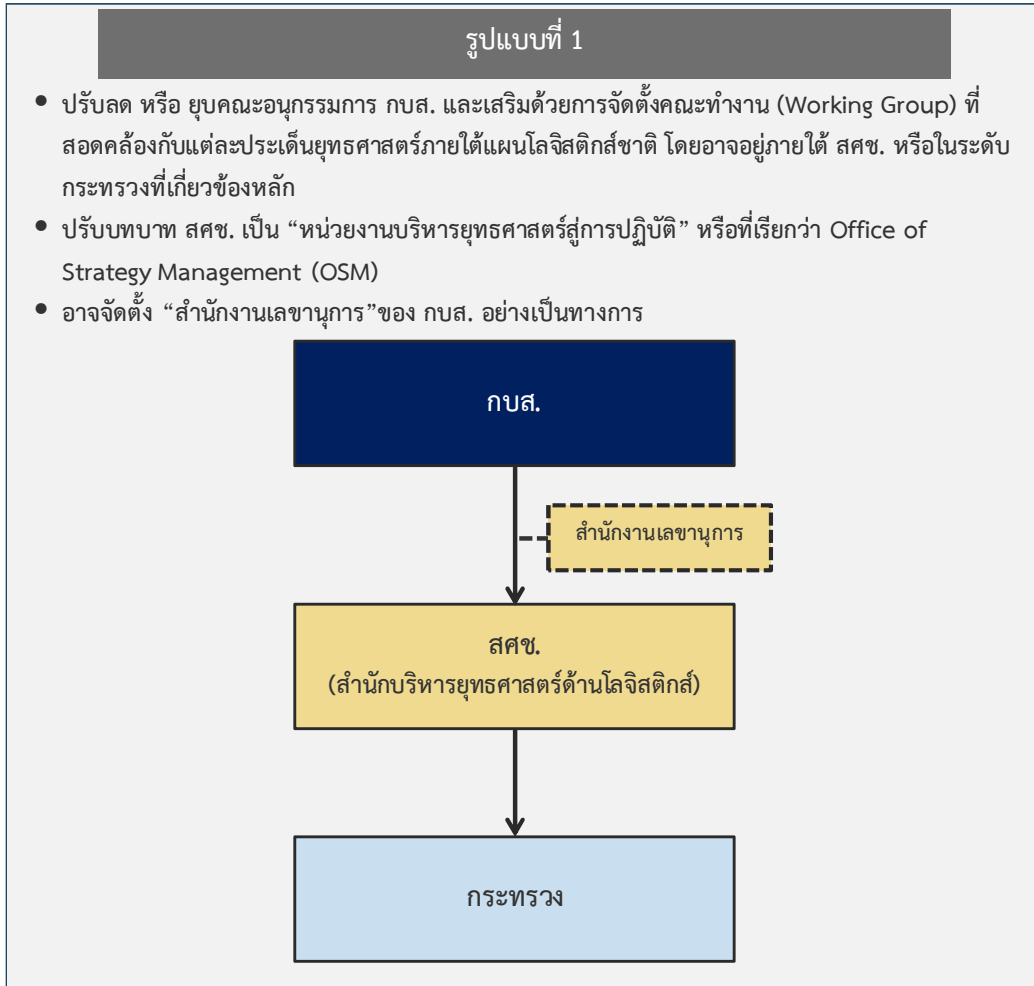 รูปแบบที่ 1
• ปรับลด หรือ ยุบคณะอนุกรรมการ กบส. และเสริมด้วยการจัดตั้งคณะทำงาน (Working Group) ที่
สอดคล้องกับแต่ละประเด็นยุทธศาสตร์ภายใต้แผนโลจิสติกส์ชาติ โดยอาจอยู่ภายใต้ สศช. หรือในระดับ
กระทรวงที่เกี่ยวข้องหลัก
• ปรับบทบาท สศช. เป็น “หน่วยงานบริหารยุทธศาสตร์สู่การปฏิบัติ” หรือที่เรียกว่า Office of
Strategy Management (OSM)
• อาจจัดตั้ง “สำนักงานเลขานุการ”ของ กบส. อย่างเป็นทางการ
กบส.
สำนักงานเลขานุการ
สศช.
(สำนักบริหารยุทธศาสตร์ด้านโลจิสติกส์)
กระทรวง